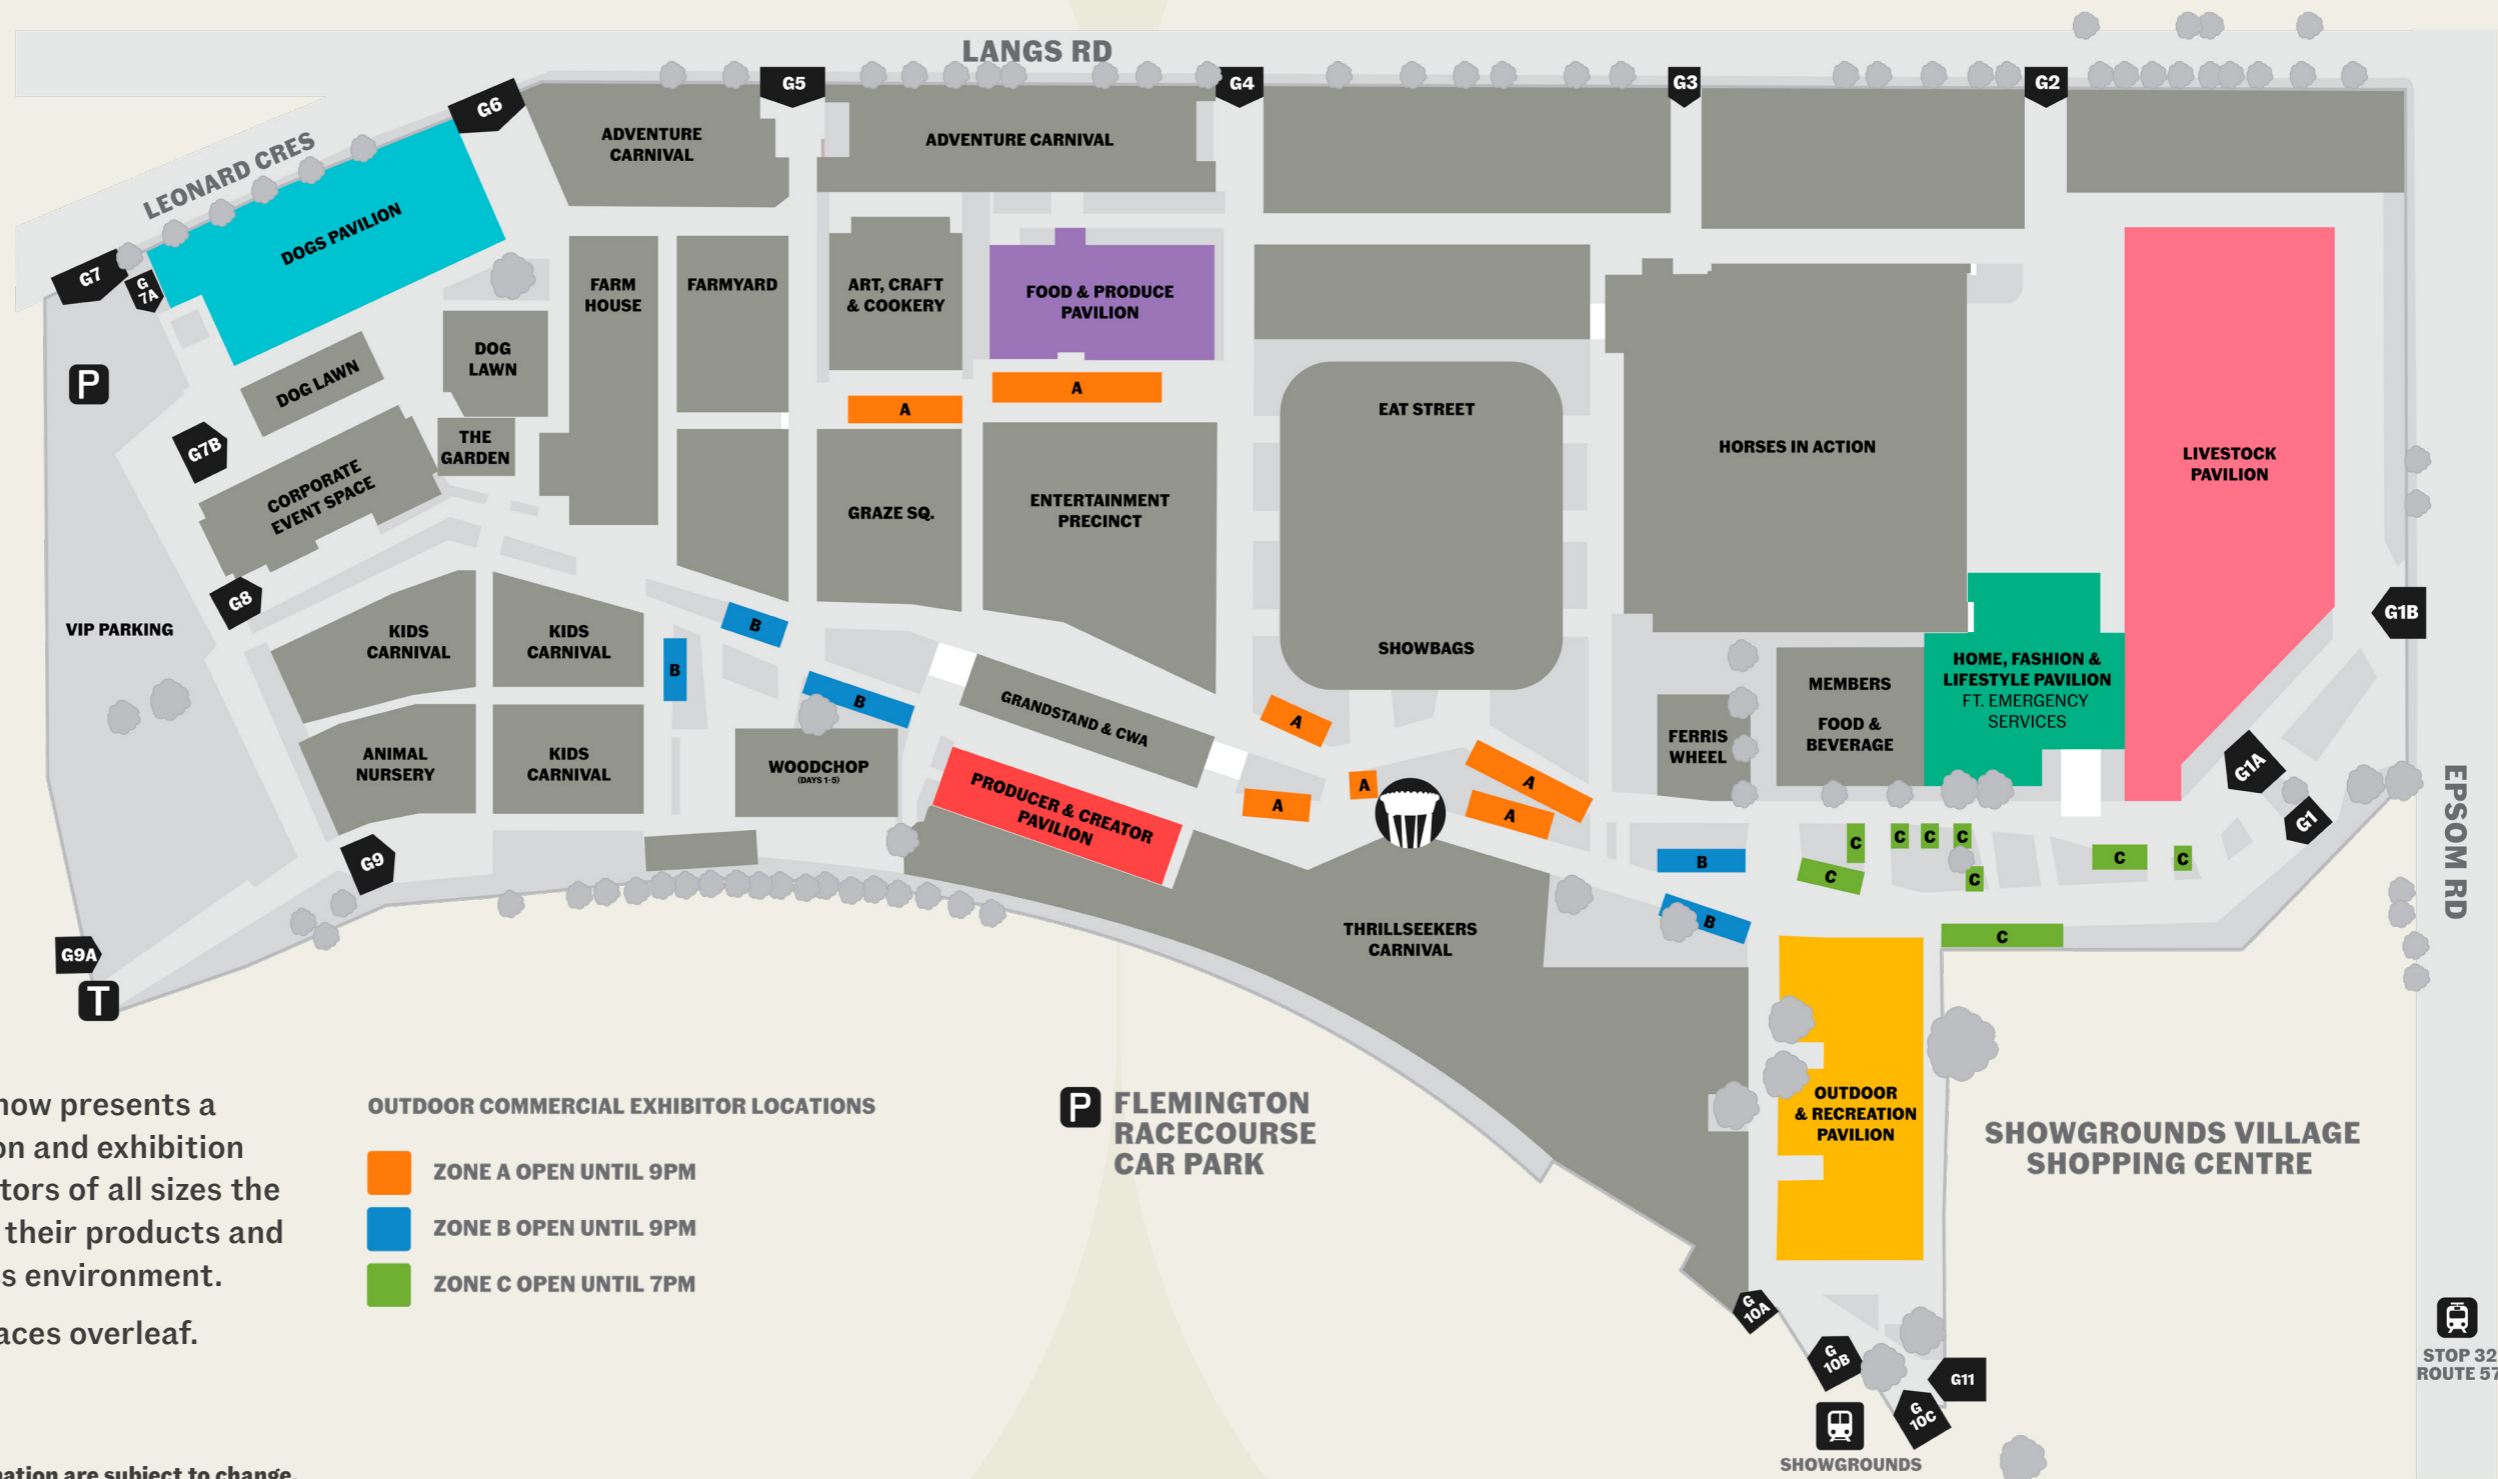 LANGS RD
LEONARD CRES
G6
G5
G4
G3
G2
G7
G
7A
DOGS PAVILION
ADVENTURE
CARNIVAL
ADVENTURE CARNIVAL
P
DOG LAWN
DOG
LAWN
FARM
HOUSE
FARMYARD
ART, CRAFT
& COOKERY
FOOD & PRODUCE
PAVILION
A
A
EAT STREET
HORSES IN ACTION
LIVESTOCK
PAVILION
G7B
THE
GARDEN
CORPORATE
EVENT SPACE
GRAZE SQ.
ENTERTAINMENT
PRECINCT
G8
VIP PARKING
KIDS
CARNIVAL
KIDS
CARNIVAL
B
B
B
SHOWBAGS
G1B
MEMBERS
FOOD &
BEVERAGE
HOME, FASHION &
LIFESTYLE PAVILION
FT. EMERGENCY
SERVICES
GRANDSTAND & CWA
A
ANIMAL
NURSERY
KIDS
CARNIVAL
WOODCHOP
(DAYS 1-5)
PRODUCER & CREATOR
PAVILION
A
A
A
A
FERRIS
WHEEL
G1A
G1
EPSOM RD
G9
B
B
C
C
C
C
C
C
C
C
C
G9A
T
THRILLSEEKERS
CARNIVAL
OUTDOOR
& RECREATION
PAVILION
SHOWGROUNDS VILLAGE
SHOPPING CENTRE
now presents a
on and exhibition
tors of all sizes the
their products and
s environment.
aces overleaf.
OUTDOOR COMMERCIAL EXHIBITOR LOCATIONS
ZONE A OPEN UNTIL 9PM
ZONE B OPEN UNTIL 9PM
ZONE C OPEN UNTIL 7PM
P
FLEMINGTON
RACECOURSE
CAR PARK
G
10A
G
10B
G
10C
G11
SHOWGROUNDS
STOP 32
ROUTE 57
mation are subject to change.